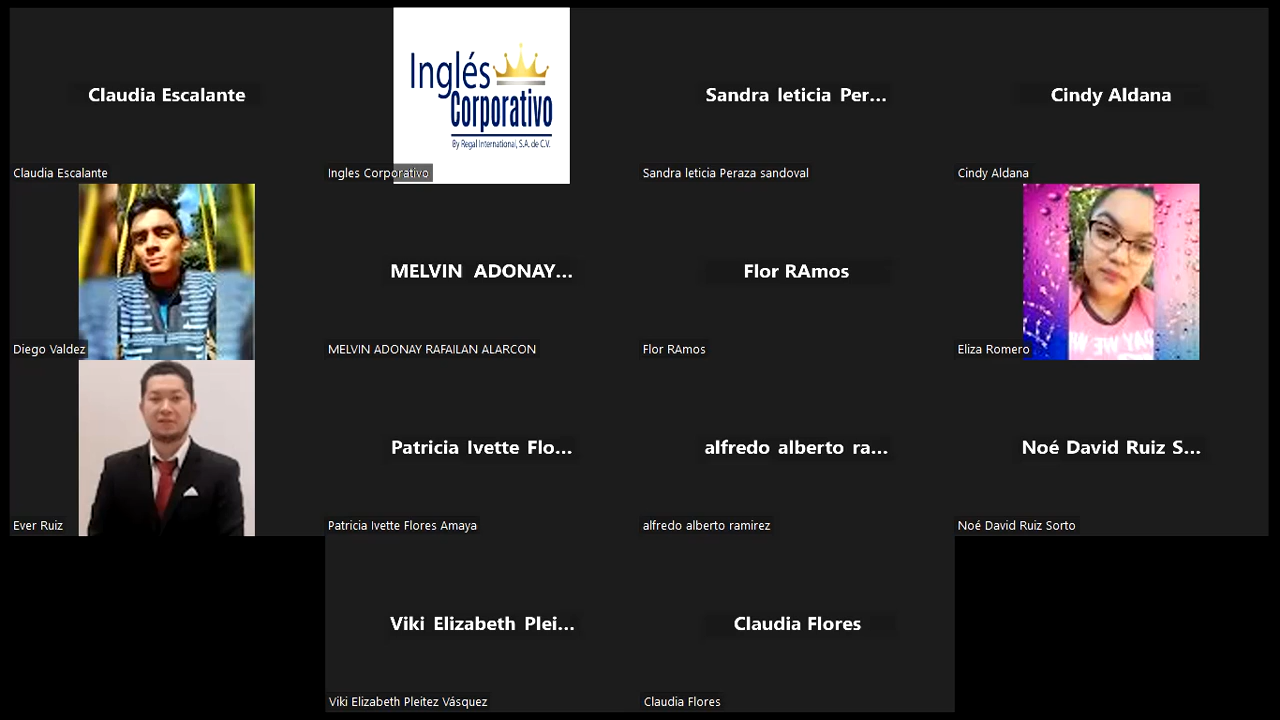 Claudia Escalante
Claudia Escalante
Inglés
Corporativo
By Regal International, S.A. de C.V.
Ingles Corporativo
Sandra leticia Per...
Sandra leticia Peraza sandoval
Cindy Aldana
Cindy Aldana
Diego Valdez
MELVIN ADONAY...
MELVIN ADONAY RAFAILAN ALARCON
Flor RAmos
Flor RAmos
Eliza Romero
Ever Ruiz
Patricia Ivette Flo...
Patricia Ivette Flores Amaya
alfredo alberto ra...
alfredo alberto ramirez
Noé David Ruiz S...
Noé David Ruiz Sorto
Viki Elizabeth Plei...
Viki Elizabeth Pleitez Vásquez
Claudia Flores
Claudia Flores